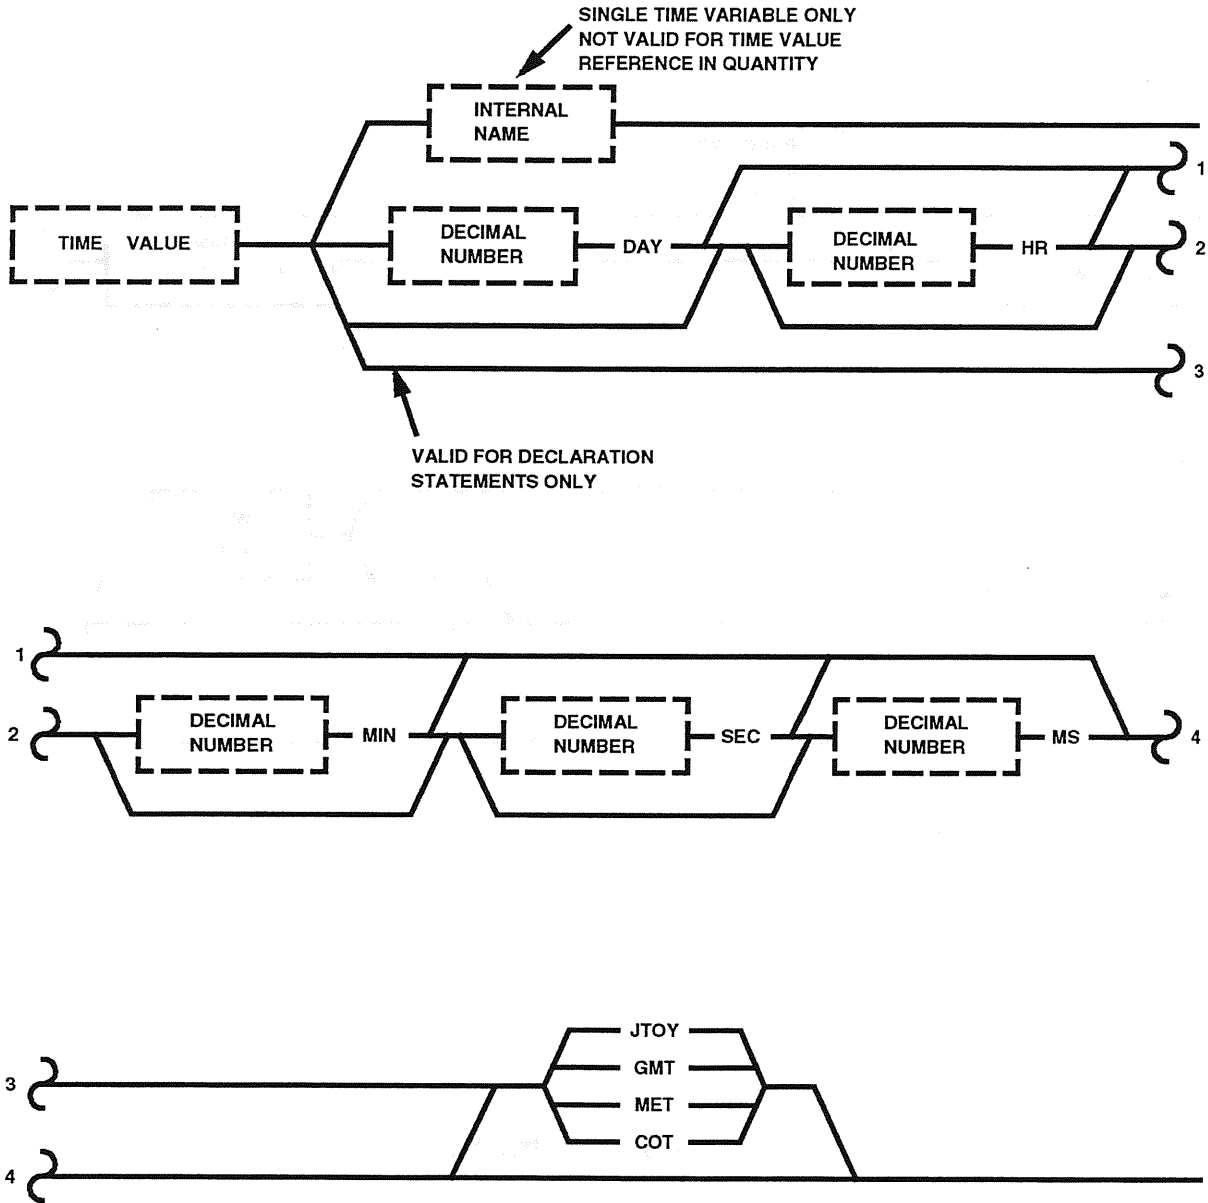 SINGLE TIME VARIABLE ONLY
NOT VALID FOR TIME VALUE
REFERENCE IN QUANTITY
INTERNAL
NAME
1
TIME VALUE
DECIMAL
NUMBER
DAY
DECIMAL
NUMBER
HR
2
3
VALID FOR DECLARATION
STATEMENTS ONLY
1
2
DECIMAL
NUMBER
MIN
DECIMAL
NUMBER
SEC
DECIMAL
NUMBER
MS
4
JTOY
3
GMT
MET
COT
4